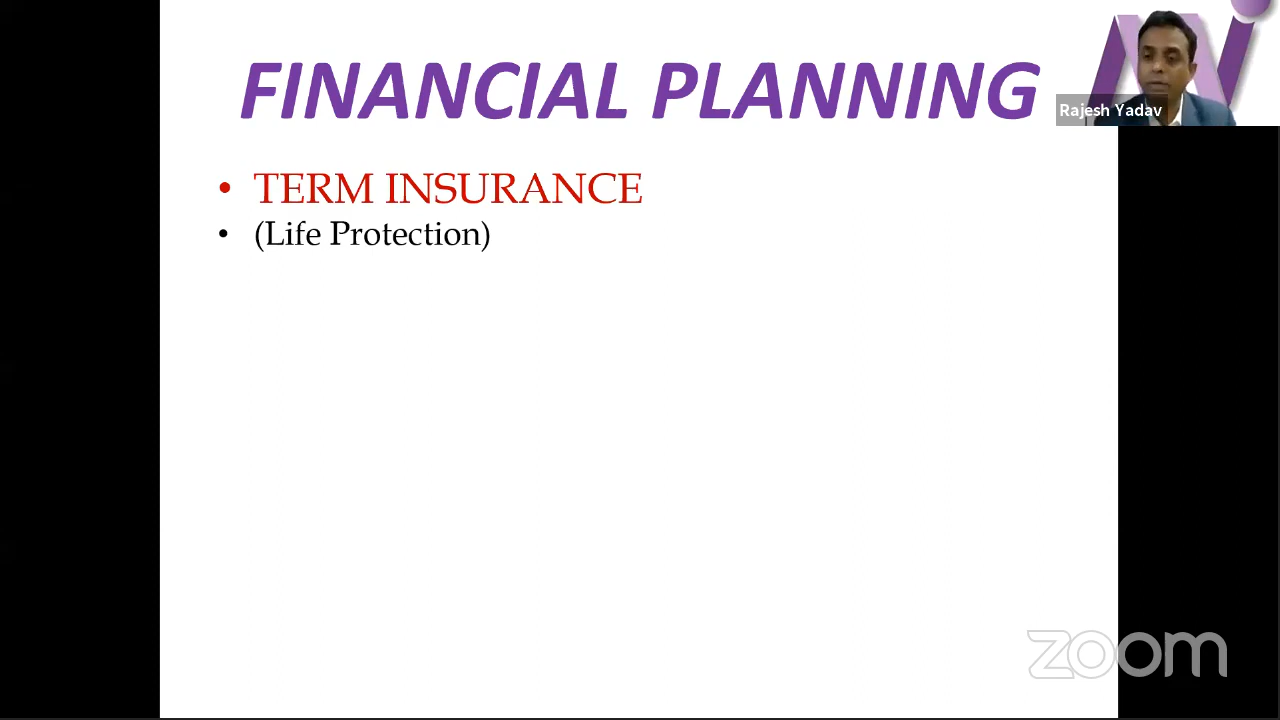 FINANCIAL PLANNING
Rajesh Yadav
• TERM INSURANCE
• (Life Protection)
zoom